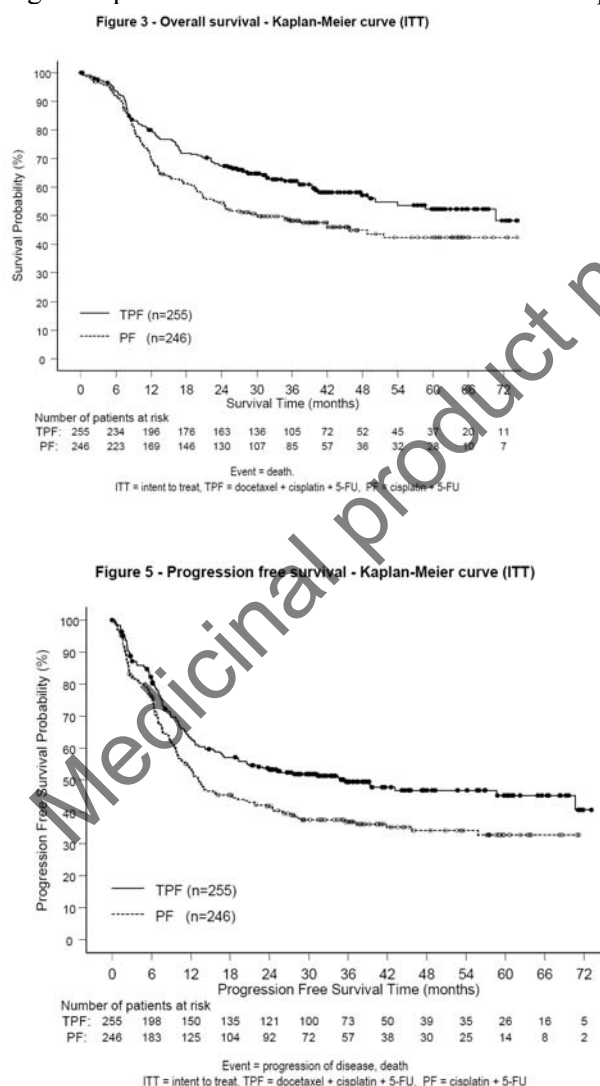 Figure 3 - Overall survival - Kaplan-Meier curve (ITT)
Survival Probability (%)
100
90
80
70
60
50
40
30
20
10
0
TPF (n=255)
PF (n=246)
0 6 12 18 24 30 36 42 48 54 60 66 72
Survival Time (months)
Number of patients at risk
TPF: 255 234 196 176 163 136 105 72 52 45 37 20 11
PF: 246 223 169 146 130 107 85 57 36 32 28 10 7
Event = death.
ITT = intent to treat, TPF = docetaxel + cisplatin + 5-FU, PF = cisplatin + 5-FU
Figure 5 - Progression free survival - Kaplan-Meier curve (ITT)
Progression Free Survival Probability (%)
100
90
80
70
60
50
40
30
20
10
0
TPF (n=255)
PF (n=246)
0 6 12 18 24 30 36 42 48 54 60 66 72
Progression Free Survival Time (months)
Number of patients at risk
TPF: 255 198 150 135 121 100 73 50 39 35 26 16 5
PF: 246 183 125 104 92 72 57 38 30 25 14 8 2
Event = progression of disease, death
ITT = intent to treat, TPF = docetaxel + cisplatin + 5-FU, PF = cisplatin + 5-FU
Medicinal product